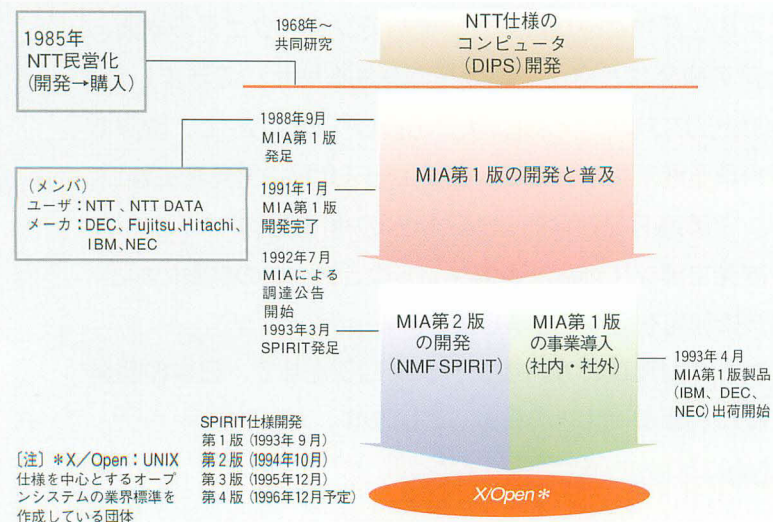 1985年
NTT民営化
(開発→購入)
1968年～
共同研究
NTT仕様の
コンピュータ
(DIPS)開発
1988年9月
MIA第1版
発足
(メンバ)
ユーザ：NTT、NTT DATA
メーカ：DEC、Fujitsu、Hitachi、
IBM、NEC
1991年1月
MIA第1版
開発完了
MIA第1版の開発と普及
1992年7月
MIAによる
調達公告
開始
1993年3月
SPIRIT発足
MIA第2版
の開発
(NMF SPIRIT)
MIA第1版
の事業導入
(社内・社外)
1993年4月
MIA第1版製品
(IBM、DEC、
NEC)出荷開始
SPIRIT仕様開発
第1版 (1993年9月)
第2版 (1994年10月)
第3版 (1995年12月)
第4版 (1996年12月予定)
X/Open＊
〔注〕＊X／Open：UNIX
仕様を中心とするオープ
ンシステムの業界標準を
作成している団体